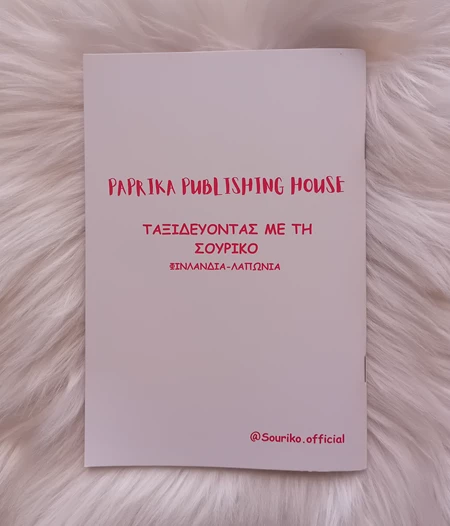 PAPRIKA PUBLISHING HOUSE
ΤΑΞΙΔΕΥΟΝΤΑΣ ΜΕ ΤΗ
ΣΟΥΡΙΚΟ
ΦΙΝΛΑΝΔΙΑ-ΛΑΠΩΝΙΑ
@Souriko.official